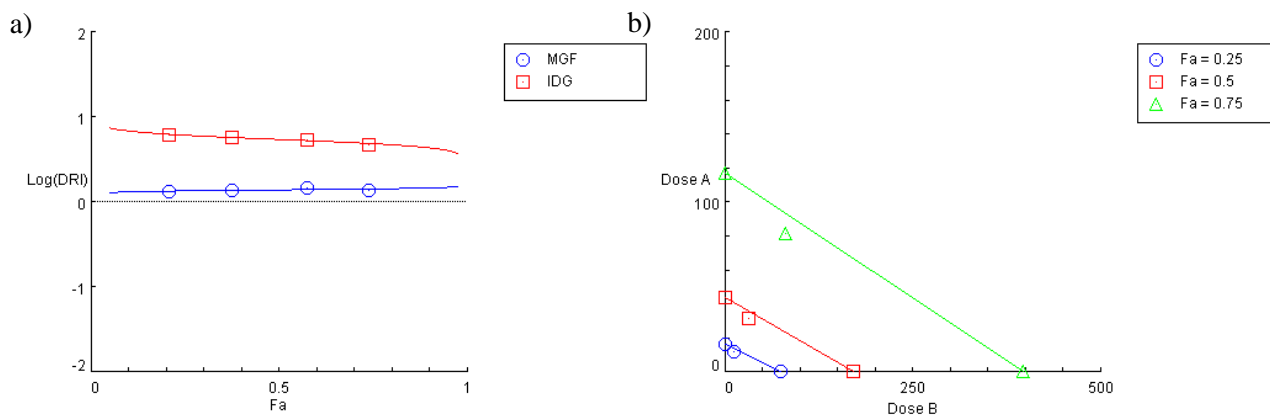 a)
2
1
Log(DRI)
0
-1
-2
0
0.5
1
Fa
MGF
IDG
b)
200
Dose A
100
0
0
250
500
Dose B
Fa = 0.25
Fa = 0.5
Fa = 0.75